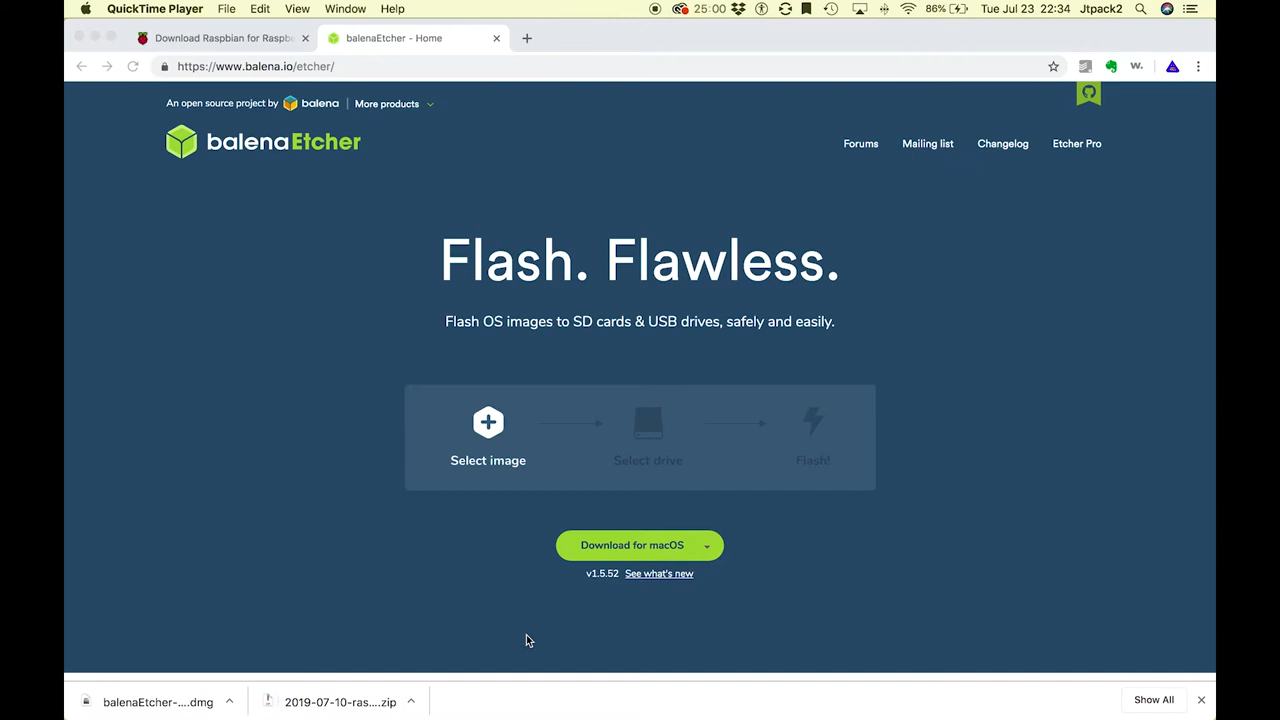 QuickTime Player File Edit View Window Help 25:00 86% Tue Jul 23 22:34 Jtpack2
Download Raspbian for Raspbe
balenaEtcher - Home
https://www.balena.io/etcher/
An open source project by balena More products
balenaEtcher
Forums Mailing list Changelog Etcher Pro
Flash. Flawless.
Flash OS images to SD cards & USB drives, safely and easily.
Select image Select drive Flash!
Download for macOS
v1.5.52 See what's new
balenaEtcher-....dmg 2019-07-10-ras....zip Show All